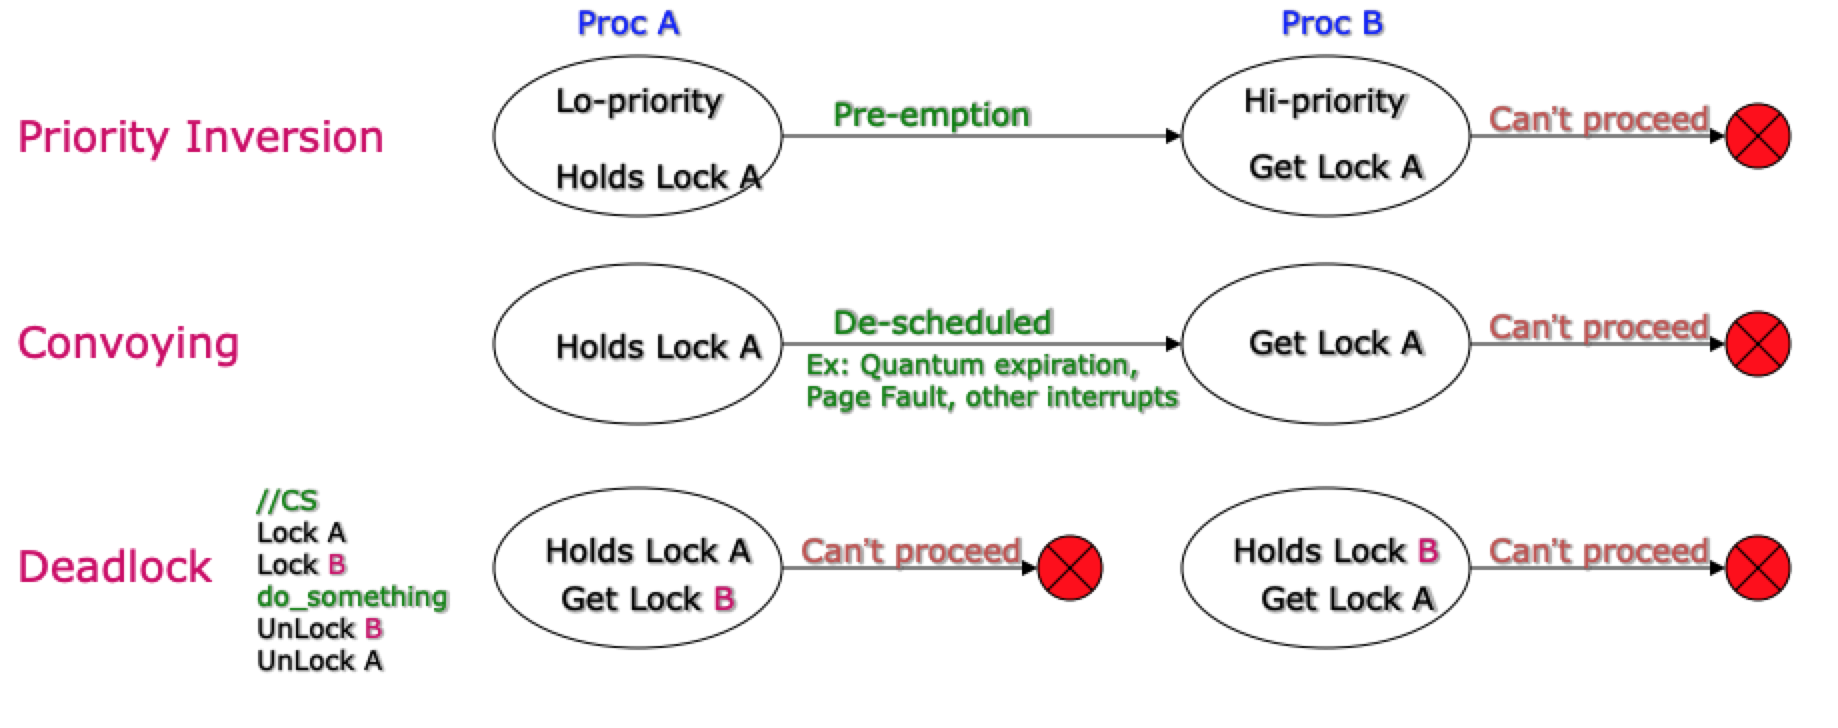 Proc A
Proc B
Priority Inversion
Lo-priority
Holds Lock A
Pre-emption
Hi-priority
Get Lock A
Can't proceed
Convoying
Holds Lock A
De-scheduled
Ex: Quantum expiration,
Page Fault, other interrupts
Get Lock A
Can't proceed
Deadlock
//CS
Lock A
Lock B
do_something
UnLock B
UnLock A
Holds Lock A
Get Lock B
Can't proceed
Holds Lock B
Get Lock A
Can't proceed